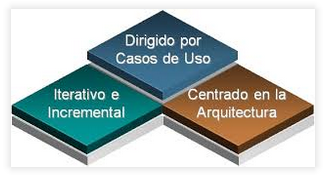 Dirigido por
Casos de Uso
Iterativo e
Incremental
Centrado en la
Arquitectura